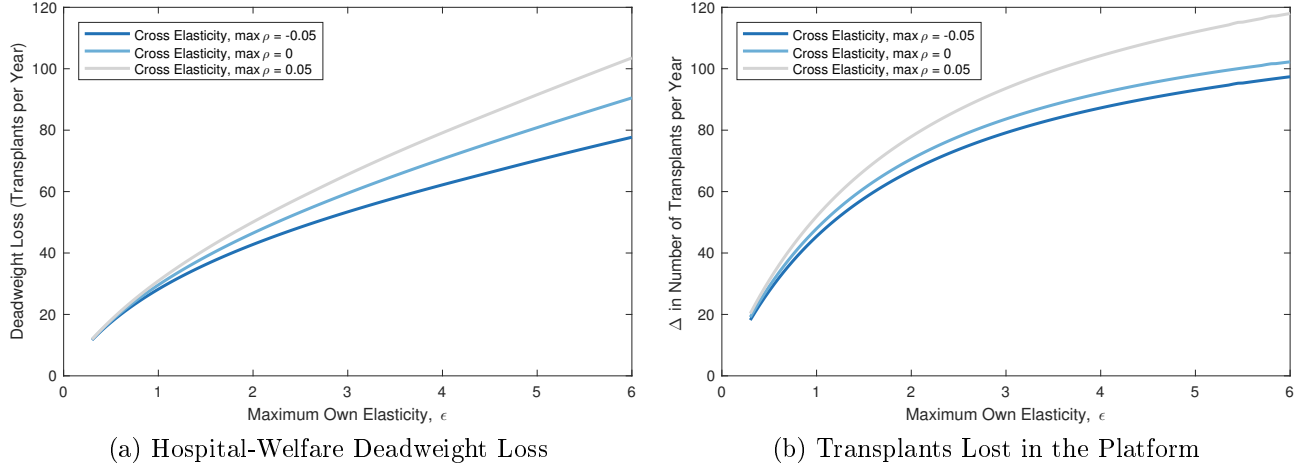 120
100
80
60
40
20
0
Deadweight Loss (Transplants per Year)
Cross Elasticity, max ρ = -0.05
Cross Elasticity, max ρ = 0
Cross Elasticity, max ρ = 0.05
0 1 2 3 4 5 6
Maximum Own Elasticity, ϵ
(a) Hospital-Welfare Deadweight Loss
120
100
80
60
40
20
0
Δ in Number of Transplants per Year
Cross Elasticity, max ρ = -0.05
Cross Elasticity, max ρ = 0
Cross Elasticity, max ρ = 0.05
0 1 2 3 4 5 6
Maximum Own Elasticity, ϵ
(b) Transplants Lost in the Platform